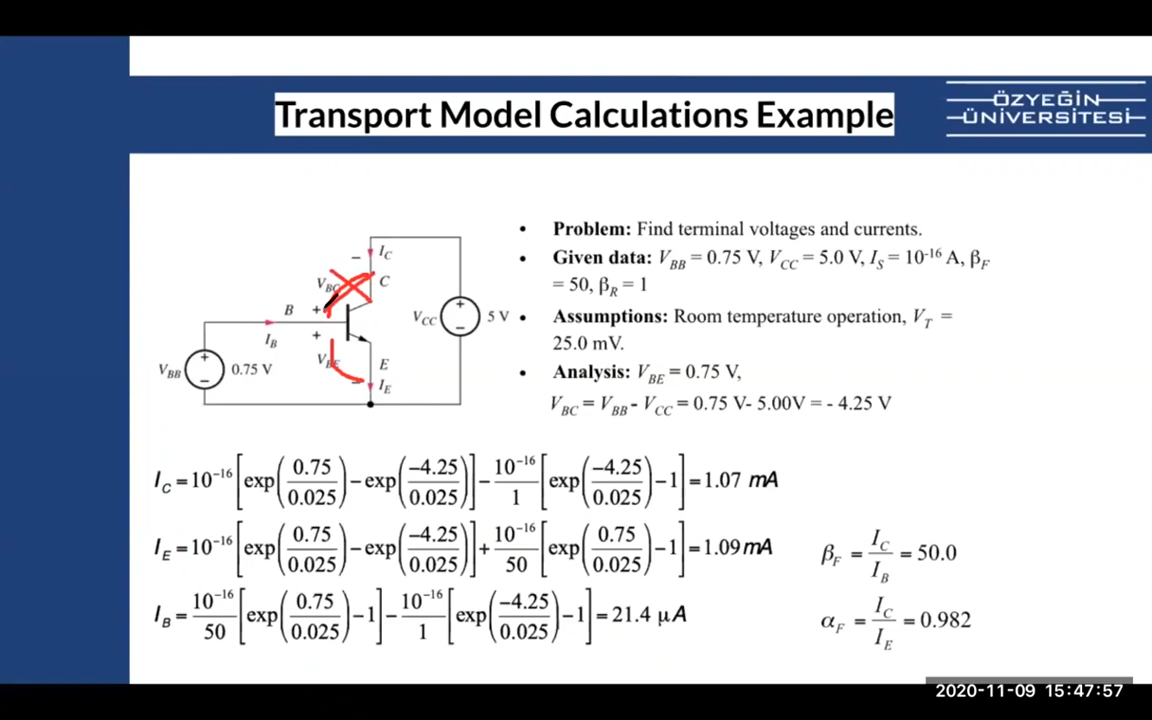 Transport Model Calculations Example
ÖZYEĞİN
ÜNİVERSİTESİ
• Problem: Find terminal voltages and currents.
• Given data: V_BB = 0.75 V, V_CC = 5.0 V, I_S = 10^-16 A, β_F
= 50, β_R = 1
• Assumptions: Room temperature operation, V_T =
25.0 mV.
• Analysis: V_BE = 0.75 V,
V_BC = V_BB - V_CC = 0.75 V- 5.00V = - 4.25 V
− I_C
V_BC C
B +
I_B +
V_BE E
− I_E
V_BB + − 0.75 V
V_CC + − 5 V
I_C = 10^−16 [exp(0.75/0.025) − exp(−4.25/0.025)] − 10^−16/1 [exp(−4.25/0.025) − 1] = 1.07 mA
I_E = 10^−16 [exp(0.75/0.025) − exp(−4.25/0.025)] + 10^−16/50 [exp(0.75/0.025) − 1] = 1.09 mA
I_B = 10^−16/50 [exp(0.75/0.025) − 1] − 10^−16/1 [exp(−4.25/0.025) − 1] = 21.4 μA
β_F = I_C/I_B = 50.0
α_F = I_C/I_E = 0.982
2020-11-09 15:47:57